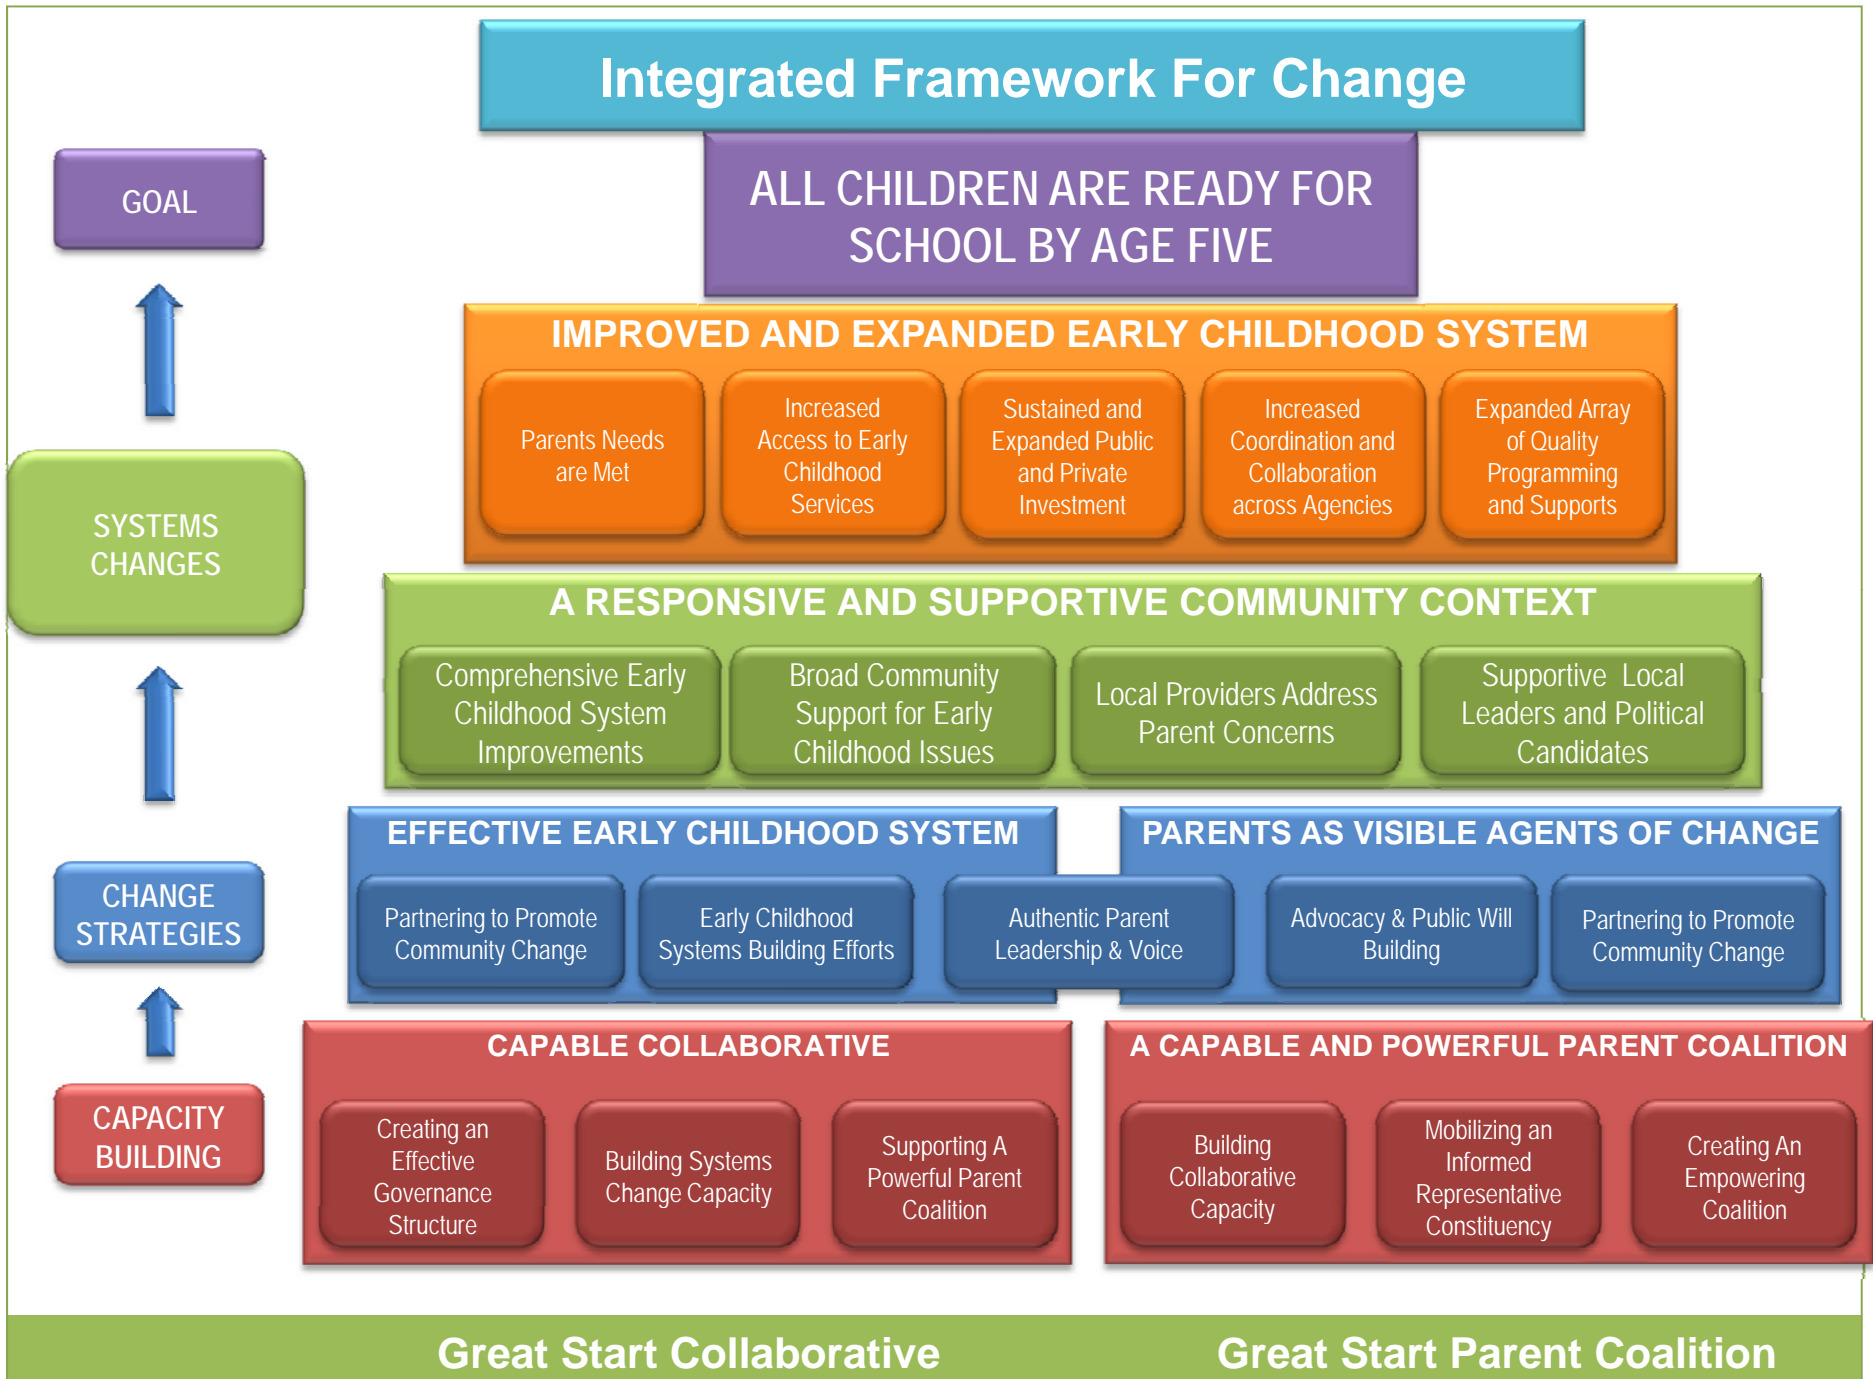 Integrated Framework For Change
GOAL
ALL CHILDREN ARE READY FOR
SCHOOL BY AGE FIVE
IMPROVED AND EXPANDED EARLY CHILDHOOD SYSTEM
Parents Needs
are Met
Increased
Access to Early
Childhood
Services
Sustained and
Expanded Public
and Private
Investment
Increased
Coordination and
Collaboration
across Agencies
Expanded Array
of Quality
Programming
and Supports
SYSTEMS
CHANGES
A RESPONSIVE AND SUPPORTIVE COMMUNITY CONTEXT
Comprehensive Early
Childhood System
Improvements
Broad Community
Support for Early
Childhood Issues
Local Providers Address
Parent Concerns
Supportive Local
Leaders and Political
Candidates
CHANGE
STRATEGIES
EFFECTIVE EARLY CHILDHOOD SYSTEM
Partnering to Promote
Community Change
Early Childhood
Systems Building Efforts
Authentic Parent
Leadership & Voice
PARENTS AS VISIBLE AGENTS OF CHANGE
Advocacy & Public Will
Building
Partnering to Promote
Community Change
CAPACITY
BUILDING
CAPABLE COLLABORATIVE
Creating an
Effective
Governance
Structure
Building Systems
Change Capacity
Supporting A
Powerful Parent
Coalition
A CAPABLE AND POWERFUL PARENT COALITION
Building
Collaborative
Capacity
Mobilizing an
Informed
Representative
Constituency
Creating An
Empowering
Coalition
Great Start Collaborative
Great Start Parent Coalition